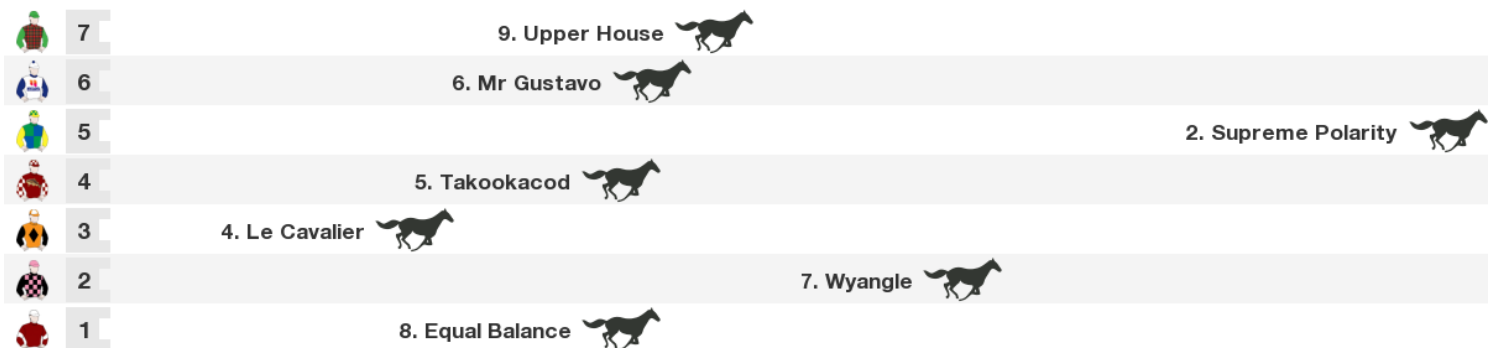 7 9. Upper House
6 6. Mr Gustavo
5 2. Supreme Polarity
4 5. Takookacod
3 4. Le Cavalier
2 7. Wyangle
1 8. Equal Balance